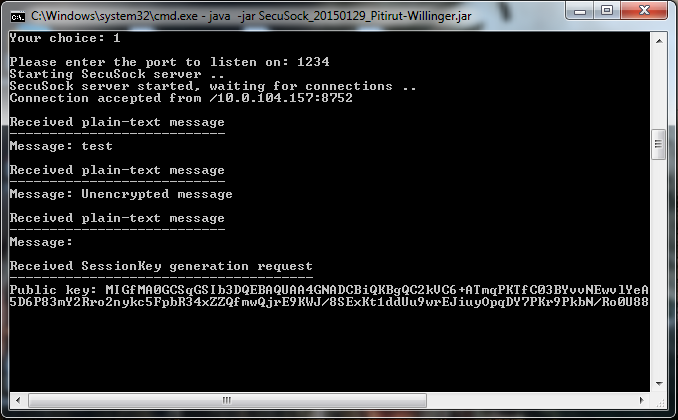 C:\Windows\system32\cmd.exe - java -jar SecuSock_20150129_Pitirut-Willinger.jar
Your choice: 1
Please enter the port to listen on: 1234
Starting SecuSock server ..
SecuSock server started, waiting for connections ..
Connection accepted from /10.0.104.157:8752
Received plain-text message
---------------------------
Message: test
Received plain-text message
---------------------------
Message: Unencrypted message
Received plain-text message
---------------------------
Message:
Received SessionKey generation request
--------------------------------------
Public key: MIGfMA0GCSqGSIb3DQEBAQUAA4GNADCBiQKBgQC2kVC6+ATmqPKTfC03BYvvNEwvlYeA
5D6P83mY2Rro2nykc5FpbR34xZZQfmwQjrE9KWJ/8SExKt1ddUu9wrEJiuyOpqDY7PKr9PkbN/Ro0U88